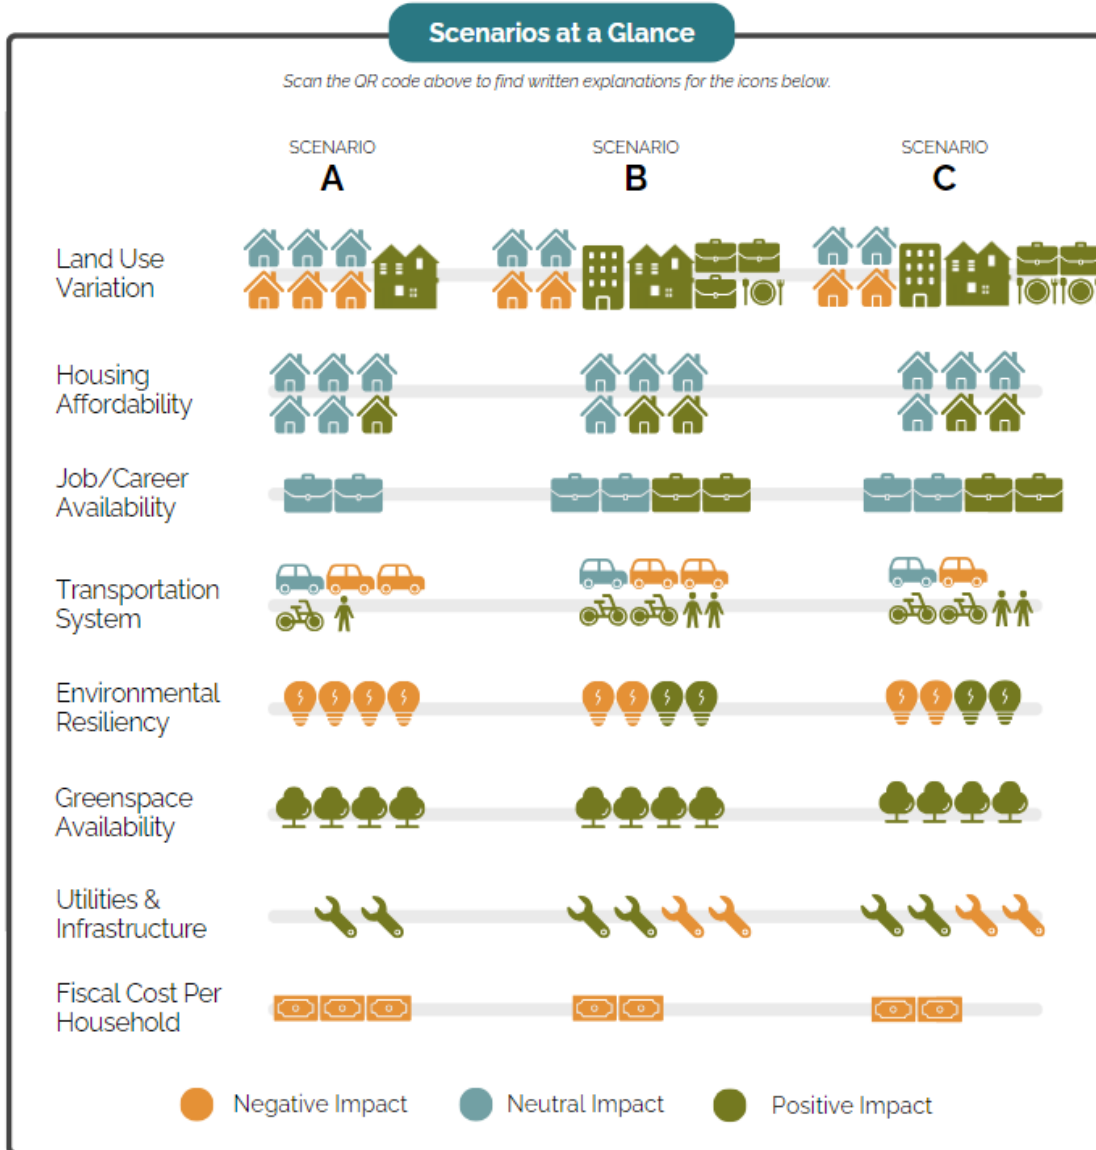 Scenarios at a Glance
Scan the QR code above to find written explanations for the icons below.
SCENARIO
A
SCENARIO
B
SCENARIO
C
Land Use
Variation
Housing
Affordability
Job/Career
Availability
Transportation
System
Environmental
Resiliency
Greenspace
Availability
Utilities &
Infrastructure
Fiscal Cost Per
Household
Negative Impact
Neutral Impact
Positive Impact